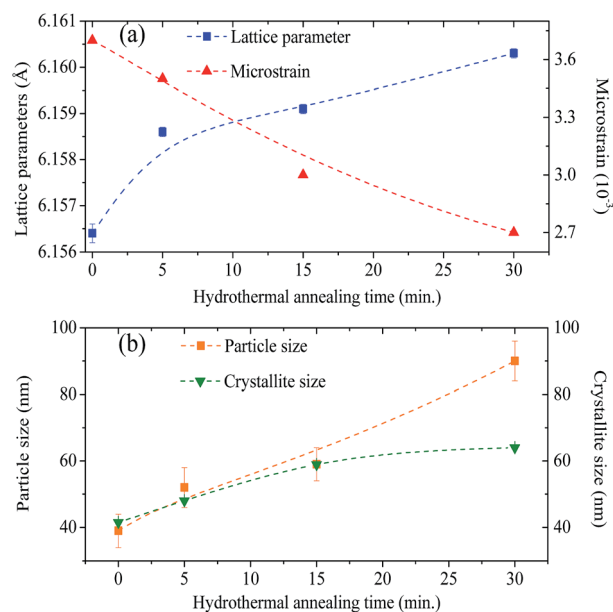 (a)
Lattice parameter
Microstrain
Lattice parameters (Å)
6.161
6.160
6.159
6.158
6.157
6.156
Microstrain (10⁻³)
3.6
3.3
3.0
2.7
0 5 10 15 20 25 30
Hydrothermal annealing time (min.)
(b)
Particle size
Crystallite size
Particle size (nm)
100
80
60
40
Crystallite size (nm)
100
80
60
40
0 5 10 15 20 25 30
Hydrothermal annealing time (min.)